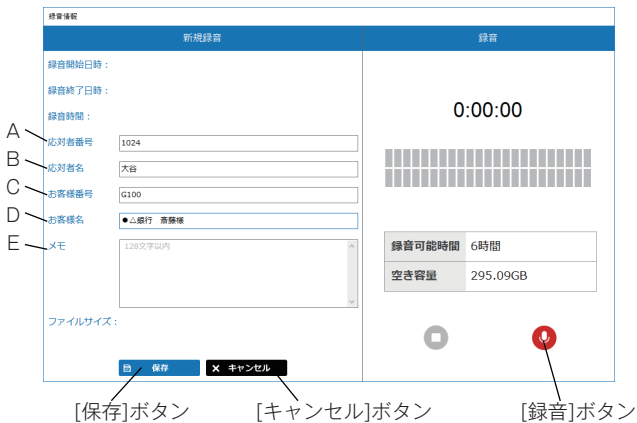 録音情報
新規録音
録音
録音開始日時：
録音終了日時：
録音時間：
0:00:00
A
応対者番号
1024
B
応対者名
大谷
C
お客様番号
G100
D
お客様名
●△銀行 斎藤様
E
メモ
128文字以内
録音可能時間 6時間
空き容量 295.09GB
ファイルサイズ：
保存
× キャンセル
[保存]ボタン
[キャンセル]ボタン
[録音]ボタン